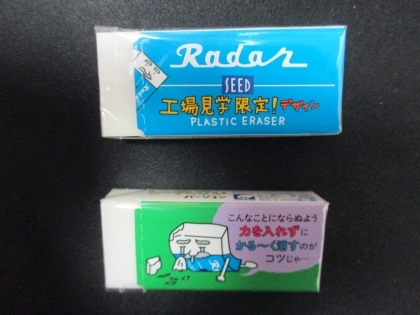 Radar
SEED
工場見学限定!デザイン
PLASTIC ERASER
こんなことにならぬよう
力を入れずに
かる〜く消すのが
コツじゃ…